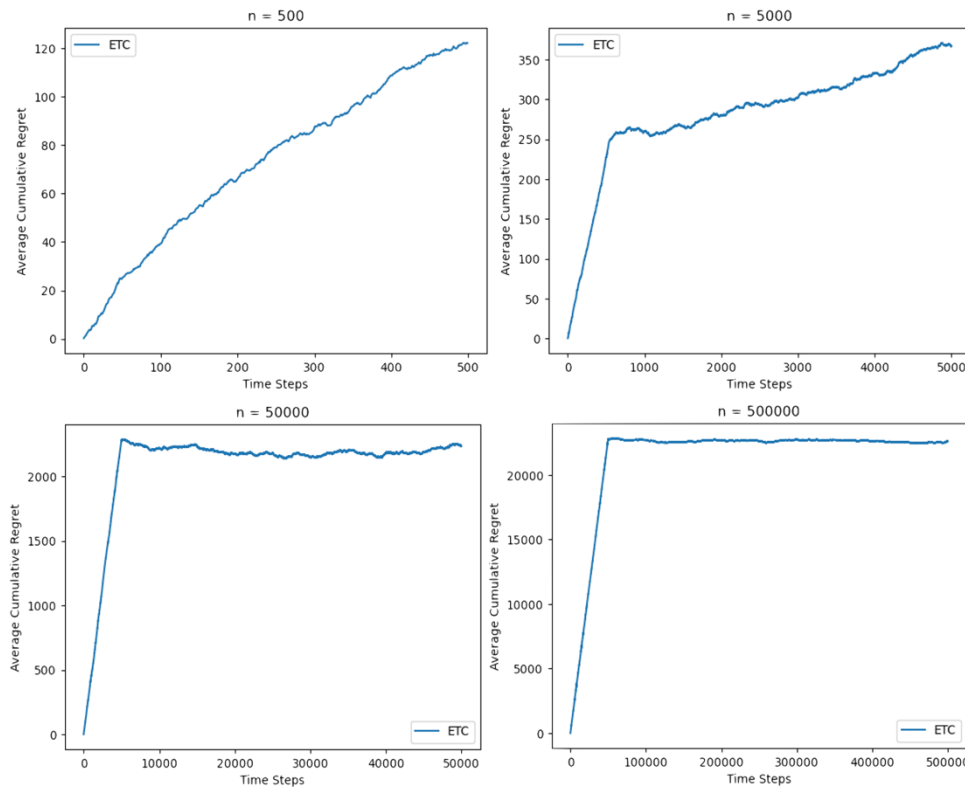 n = 500
ETC
120
100
80
60
40
20
0
Average Cumulative Regret
0 100 200 300 400 500
Time Steps
n = 5000
ETC
350
300
250
200
150
100
50
0
Average Cumulative Regret
0 1000 2000 3000 4000 5000
Time Steps
n = 50000
2000
1500
1000
500
0
Average Cumulative Regret
ETC
0 10000 20000 30000 40000 50000
Time Steps
n = 500000
20000
15000
10000
5000
0
Average Cumulative Regret
ETC
0 100000 200000 300000 400000 500000
Time Steps